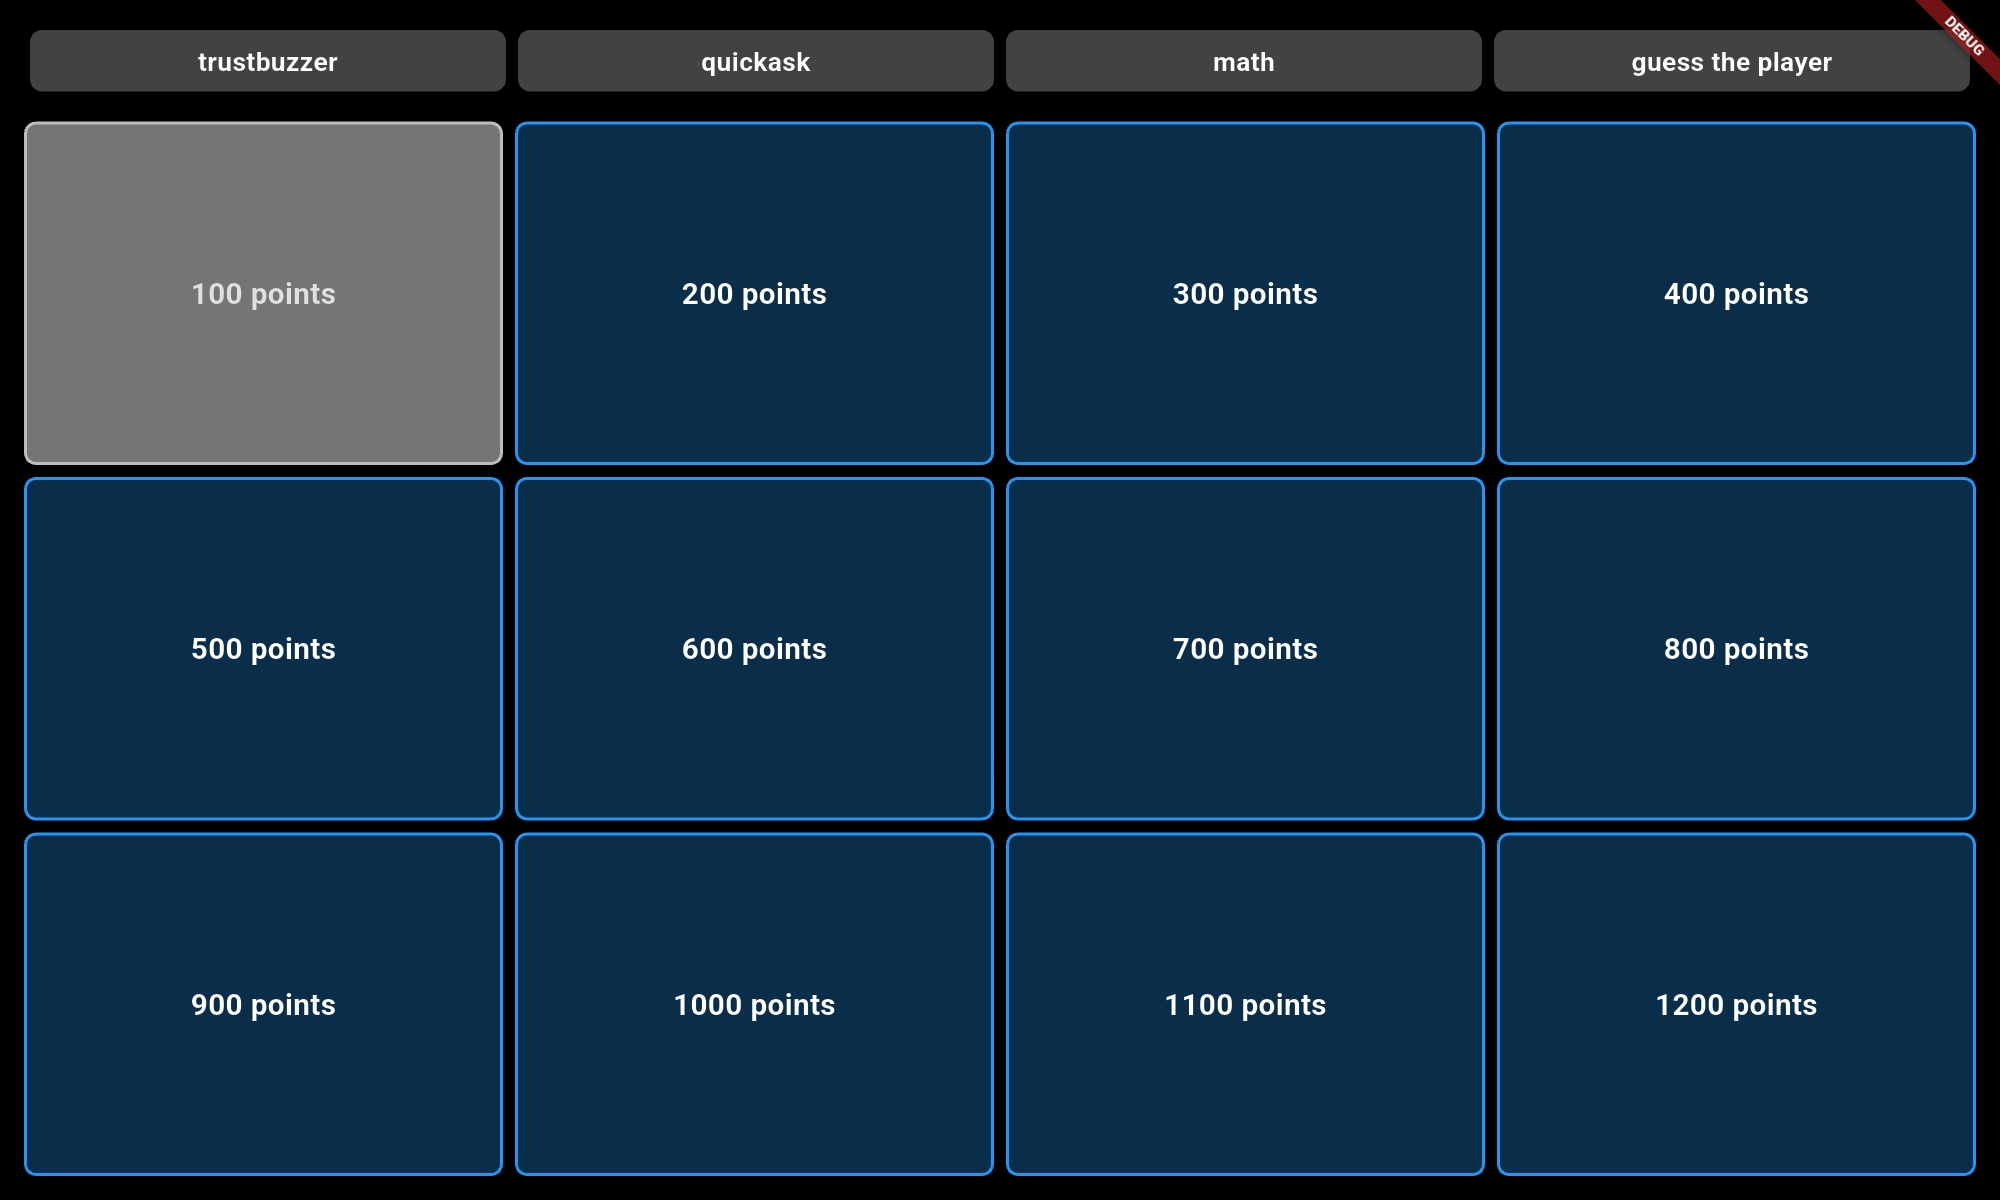 trustbuzzer
quickask
math
guess the player
DEBUG
100 points
200 points
300 points
400 points
500 points
600 points
700 points
800 points
900 points
1000 points
1100 points
1200 points